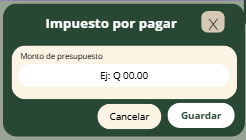 Impuesto por pagar
X
Monto de presupuesto
Ej: Q 00.00
Cancelar
Guardar